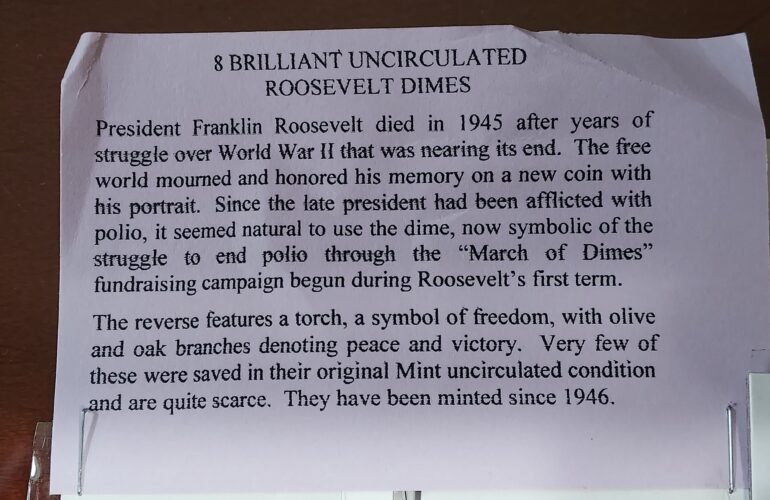 8 BRILLIANT UNCIRCULATED
ROOSEVELT DIMES
President Franklin Roosevelt died in 1945 after years of
struggle over World War II that was nearing its end. The free
world mourned and honored his memory on a new coin with
his portrait. Since the late president had been afflicted with
polio, it seemed natural to use the dime, now symbolic of the
struggle to end polio through the “March of Dimes”
fundraising campaign begun during Roosevelt’s first term.
The reverse features a torch, a symbol of freedom, with olive
and oak branches denoting peace and victory. Very few of
these were saved in their original Mint uncirculated condition
and are quite scarce. They have been minted since 1946.